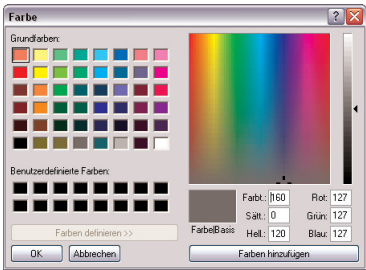 Farbe
Grundfarben:
Benutzerdefinierte Farben:
Farben definieren >>
OK Abbrechen
Farbe|Basis
Farbt.: 160 Rot: 127
Sätt.: 0 Grün: 127
Hell.: 120 Blau: 127
Farben hinzufügen